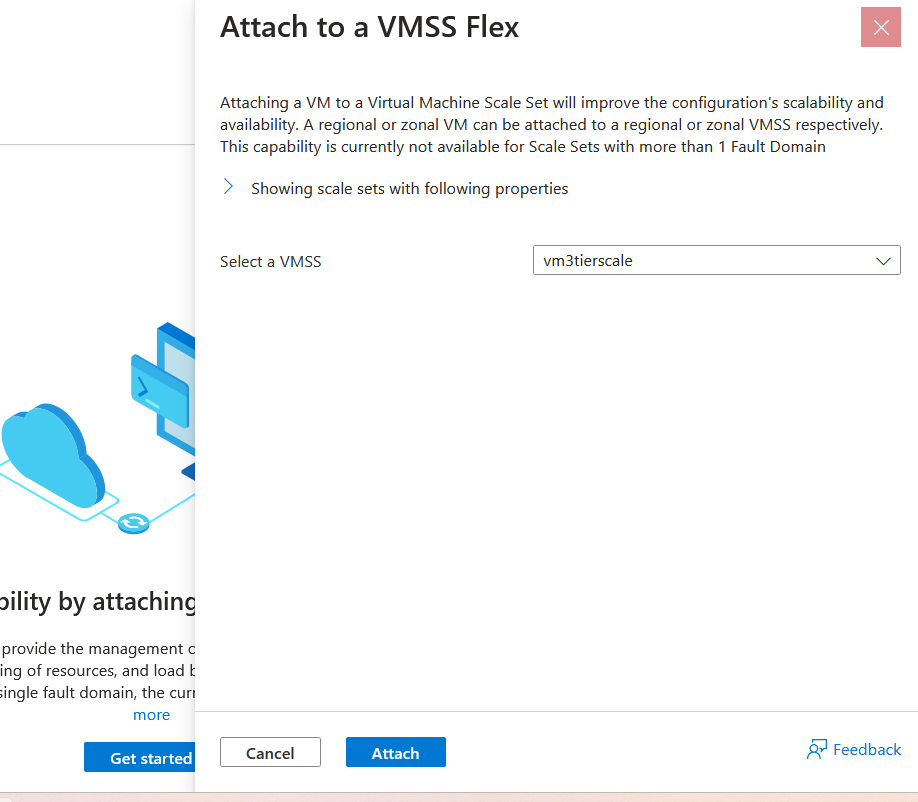 Attach to a VMSS Flex
Attaching a VM to a Virtual Machine Scale Set will improve the configuration's scalability and
availability. A regional or zonal VM can be attached to a regional or zonal VMSS respectively.
This capability is currently not available for Scale Sets with more than 1 Fault Domain
Showing scale sets with following properties
Select a VMSS
vm3tierscale
by attaching
provide the management
of resources, and load
single fault domain, the
more
Get started
Cancel
Attach
Feedback